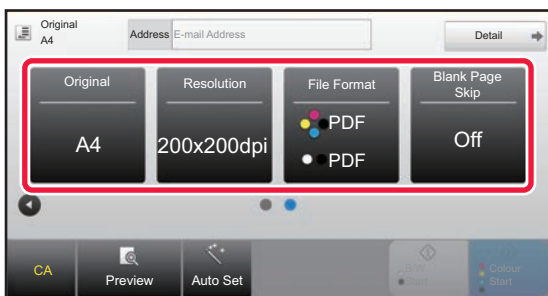 Original
A4
Address E-mail Address
Detail
Original
A4
Resolution
200x200dpi
File Format
PDF
PDF
Blank Page
Skip
Off
CA
Preview
Auto Set
B/W
Start
Colour
Start